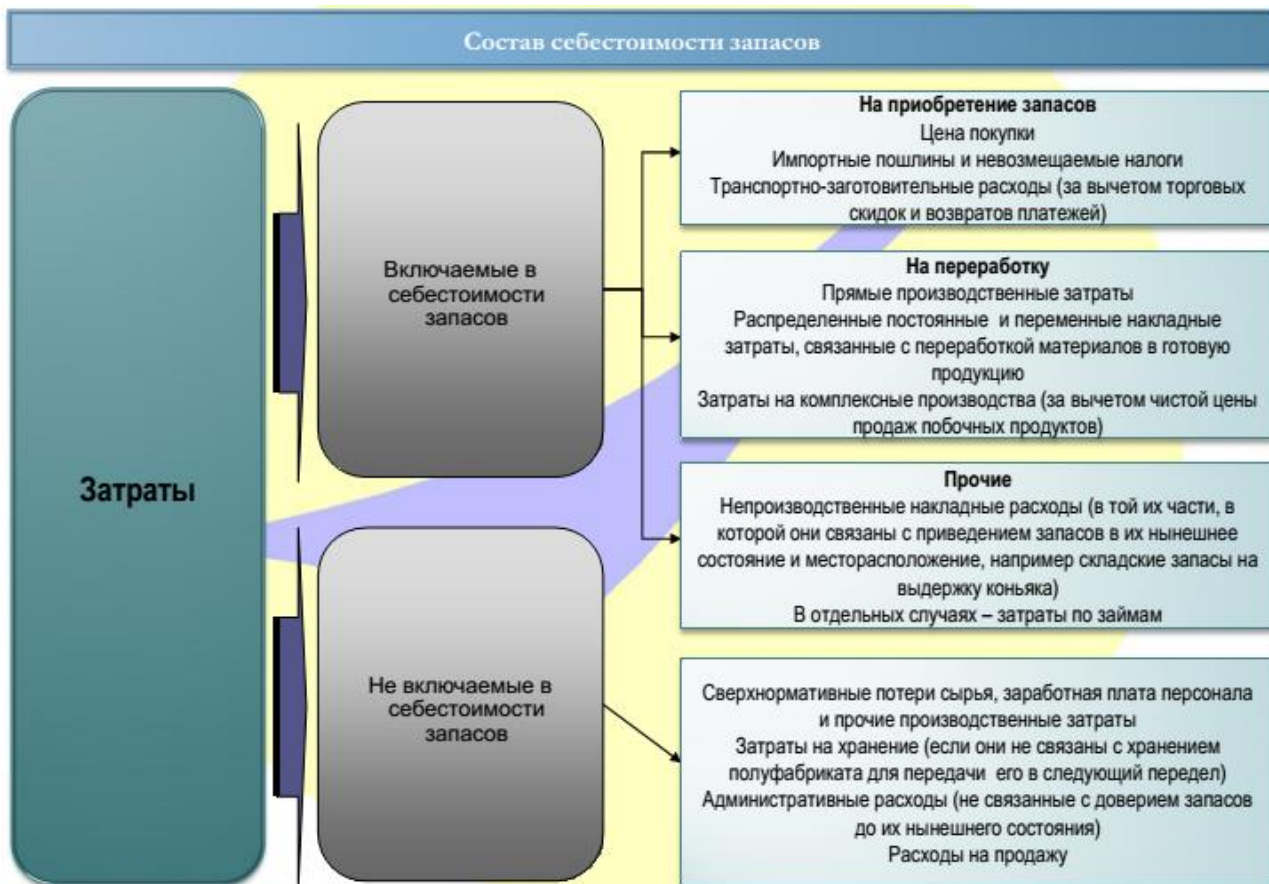 Состав себестоимости запасов
Затраты
Включаемые в
себестоимости
запасов
На приобретение запасов
Цена покупки
Импортные пошлины и невозмещаемые налоги
Транспортно-заготовительные расходы (за вычетом торговых
скидок и возвратов платежей)
На переработку
Прямые производственные затраты
Распределенные постоянные и переменные накладные
затраты, связанные с переработкой материалов в готовую
продукцию
Затраты на комплексные производства (за вычетом чистой цены
продаж побочных продуктов)
Прочие
Непроизводственные накладные расходы (в той их части, в
которой они связаны с приведением запасов в их нынешнее
состояние и месторасположение, например складские запасы на
выдержку коньяка)
В отдельных случаях – затраты по займам
Не включаемые в
себестоимости
запасов
Сверхнормативные потери сырья, заработная плата персонала
и прочие производственные затраты
Затраты на хранение (если они не связаны с хранением
полуфабриката для передачи его в следующий передел)
Административные расходы (не связанные с доверием запасов
до их нынешнего состояния)
Расходы на продажу